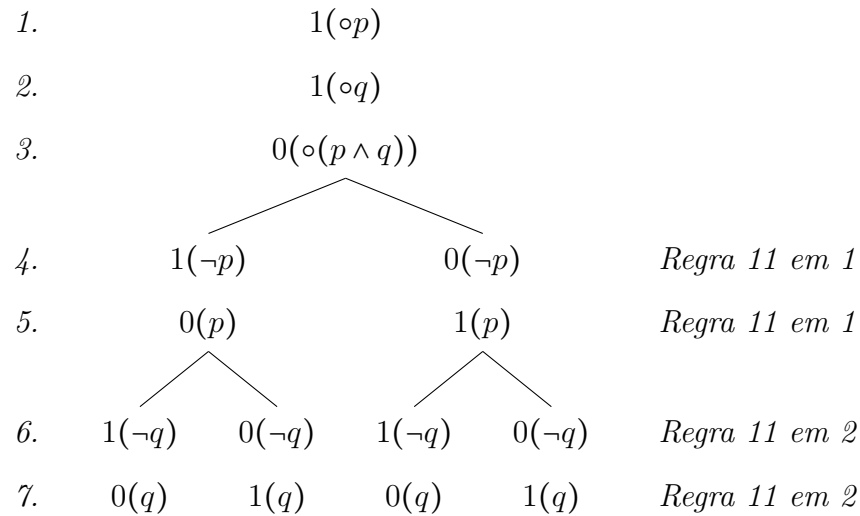 1. 1(∘p)
2. 1(∘q)
3. 0(∘(p ∧ q))
4. 1(¬p) 0(¬p) Regra 11 em 1
5. 0(p) 1(p) Regra 11 em 1
6. 1(¬q) 0(¬q) 1(¬q) 0(¬q) Regra 11 em 2
7. 0(q) 1(q) 0(q) 1(q) Regra 11 em 2